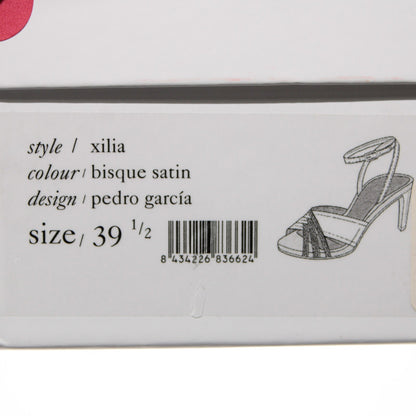 style / xilia
colour / bisque satin
design / pedro garcía
size / 39 1/2
8 434226 836624